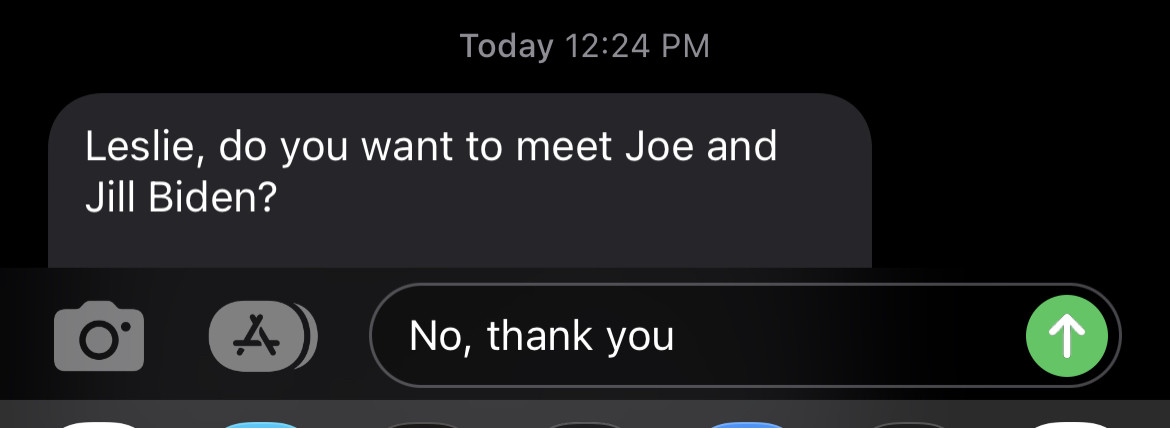 Today 12:24 PM
Leslie, do you want to meet Joe and
Jill Biden?
No, thank you